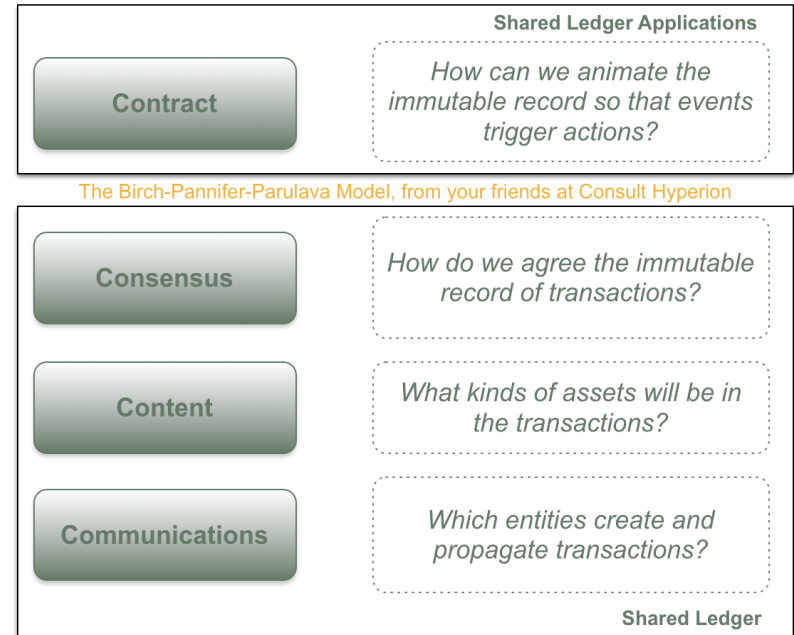 Shared Ledger Applications
Contract
How can we animate the
immutable record so that events
trigger actions?
The Birch-Pannifer-Parulava Model, from your friends at Consult Hyperion
Consensus
How do we agree the immutable
record of transactions?
Content
What kinds of assets will be in
the transactions?
Communications
Which entities create and
propagate transactions?
Shared Ledger